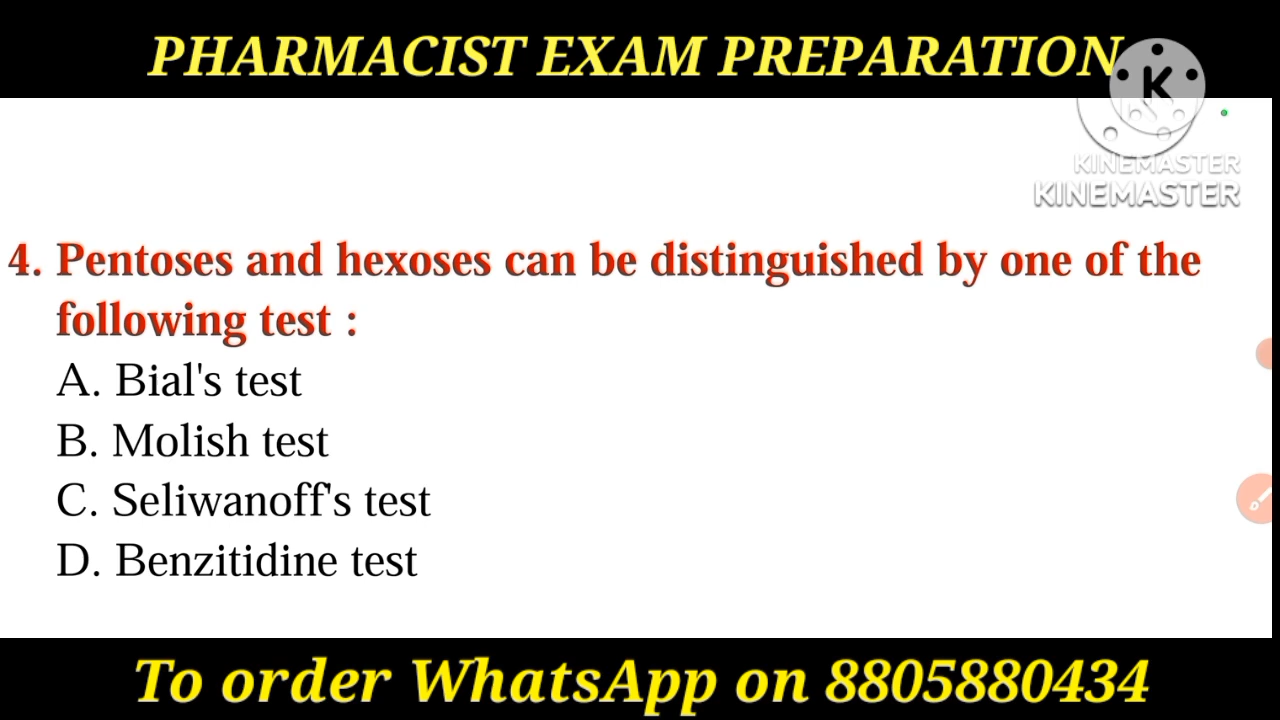 PHARMACIST EXAM PREPARATION
K
KINEMASTER
KINEMASTER
4. Pentoses and hexoses can be distinguished by one of the
following test :
A. Bial's test
B. Molish test
C. Seliwanoff's test
D. Benzitidine test
To order WhatsApp on 8805880434